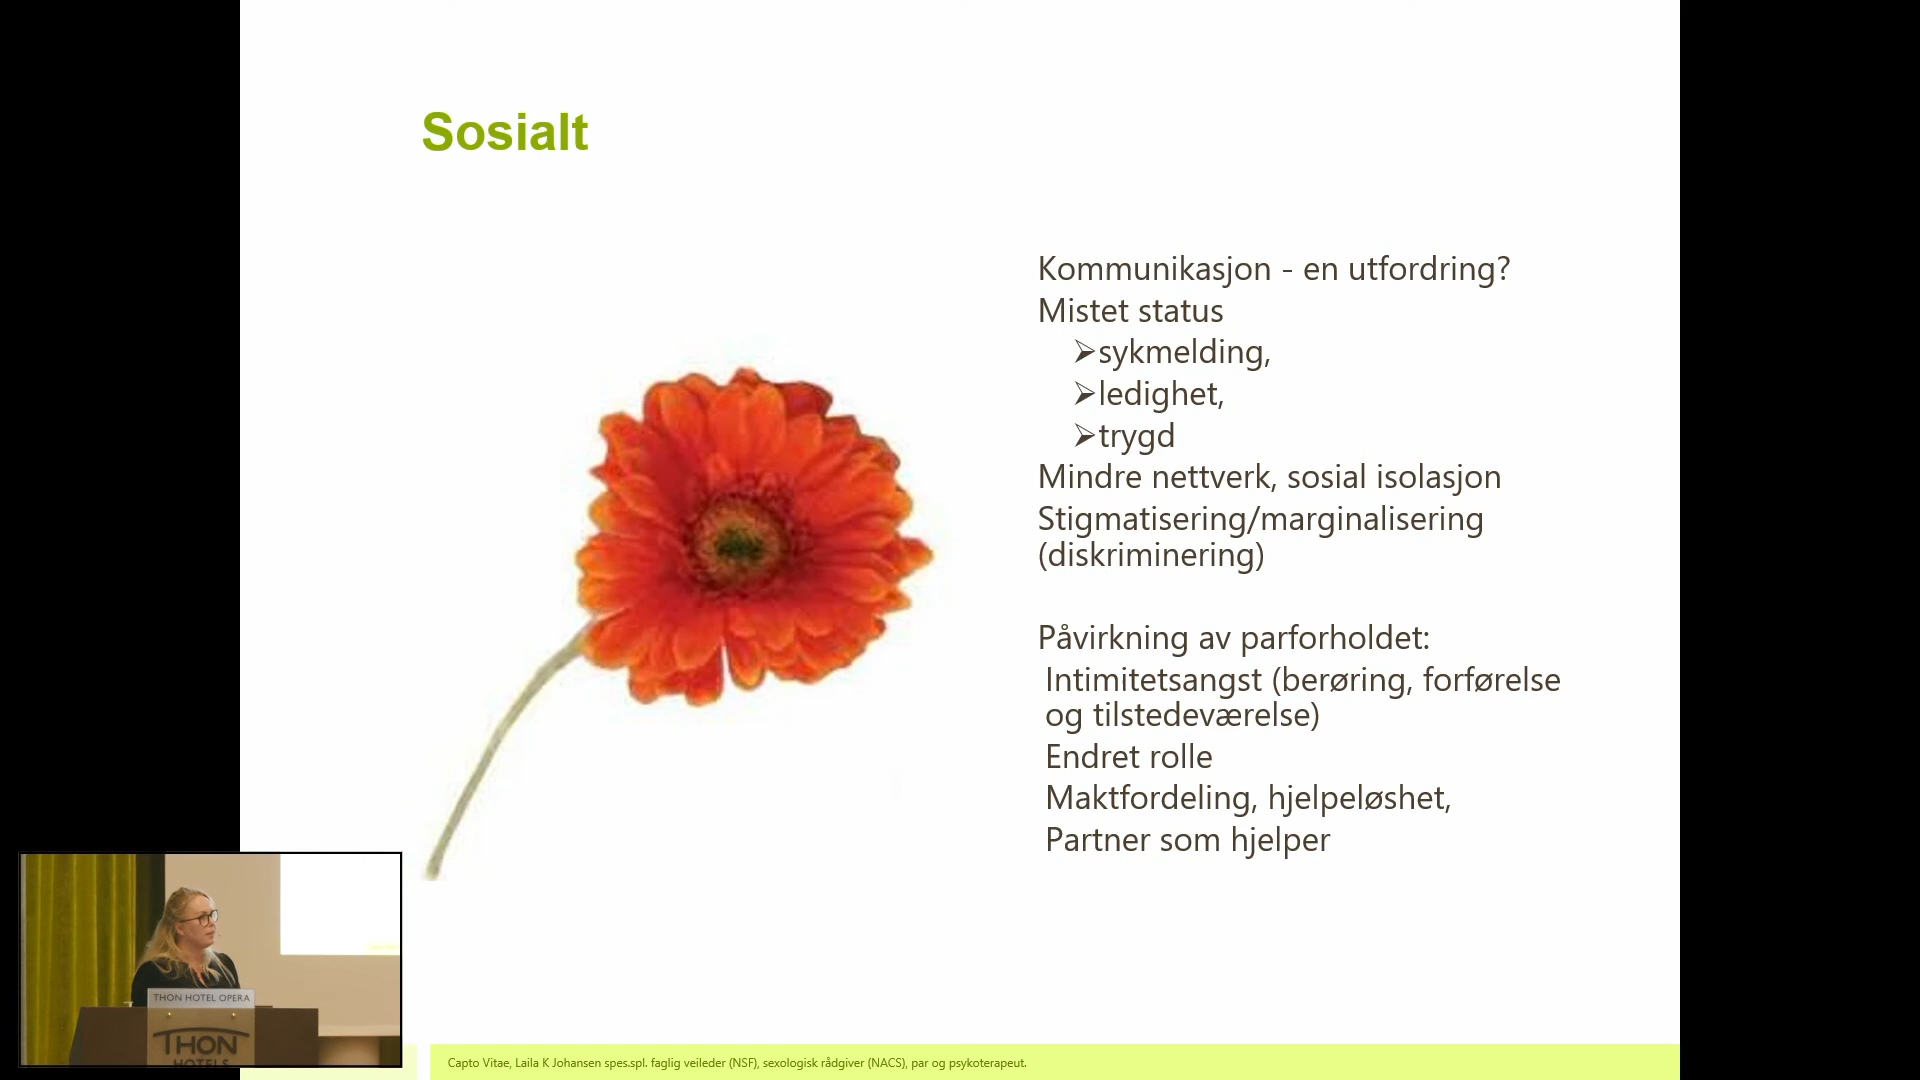 Sosialt
Kommunikasjon - en utfordring?
Mistet status
➢sykmelding,
➢ledighet,
➢trygd
Mindre nettverk, sosial isolasjon
Stigmatisering/marginalisering
(diskriminering)
Påvirkning av parforholdet:
Intimitetsangst (berøring, forførelse
og tilstedeværelse)
Endret rolle
Maktfordeling, hjelpeløshet,
Partner som hjelper
THON HOTEL OPERA
THON
HOTELS
Capto Vitae, Laila K Johansen spes.spl. faglig veileder (NSF), sexologisk rådgiver (NACS), par og psykoterapeut.